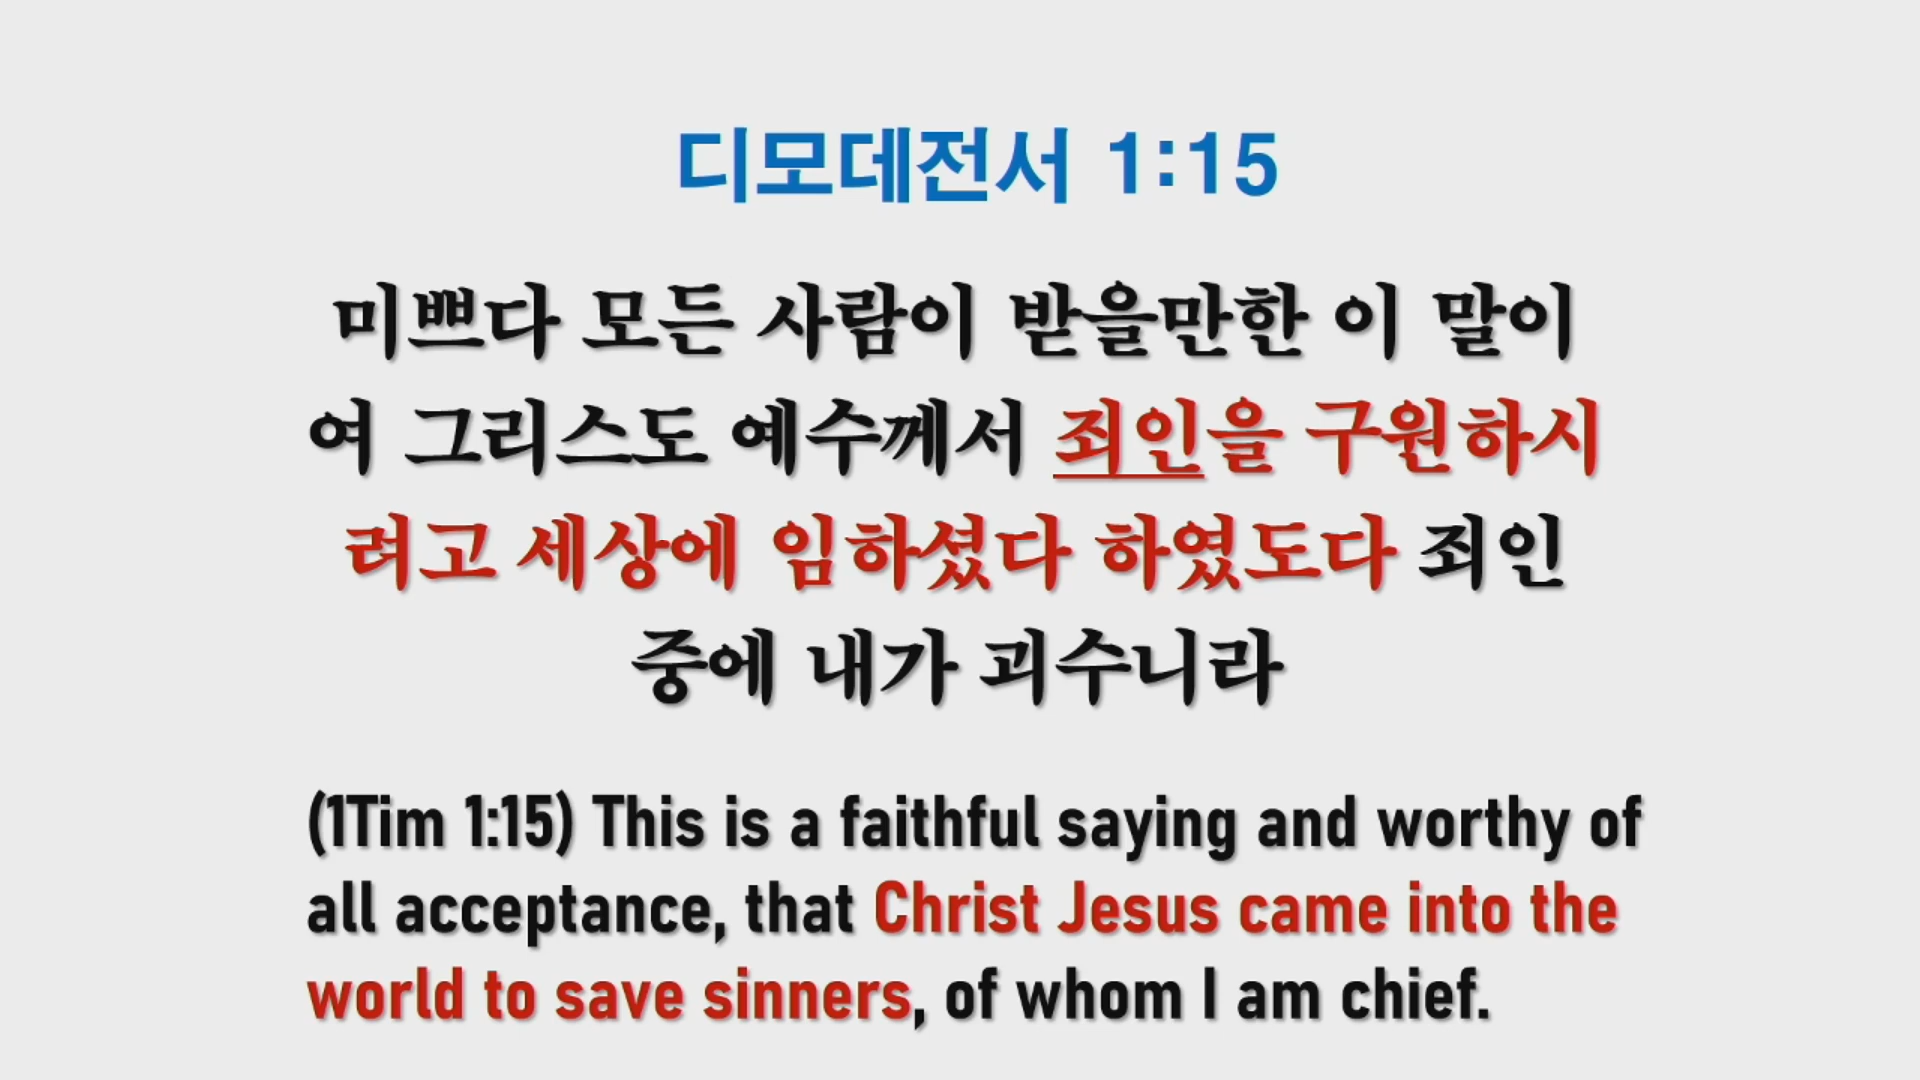 디모데전서 1:15
미쁘다 모든 사람이 받을만한 이 말이
여 그리스도 예수께서 죄인을 구원하시
려고 세상에 임하셨다 하였도다 죄인
중에 내가 괴수니라
(1Tim 1:15) This is a faithful saying and worthy of
all acceptance, that Christ Jesus came into the
world to save sinners, of whom I am chief.